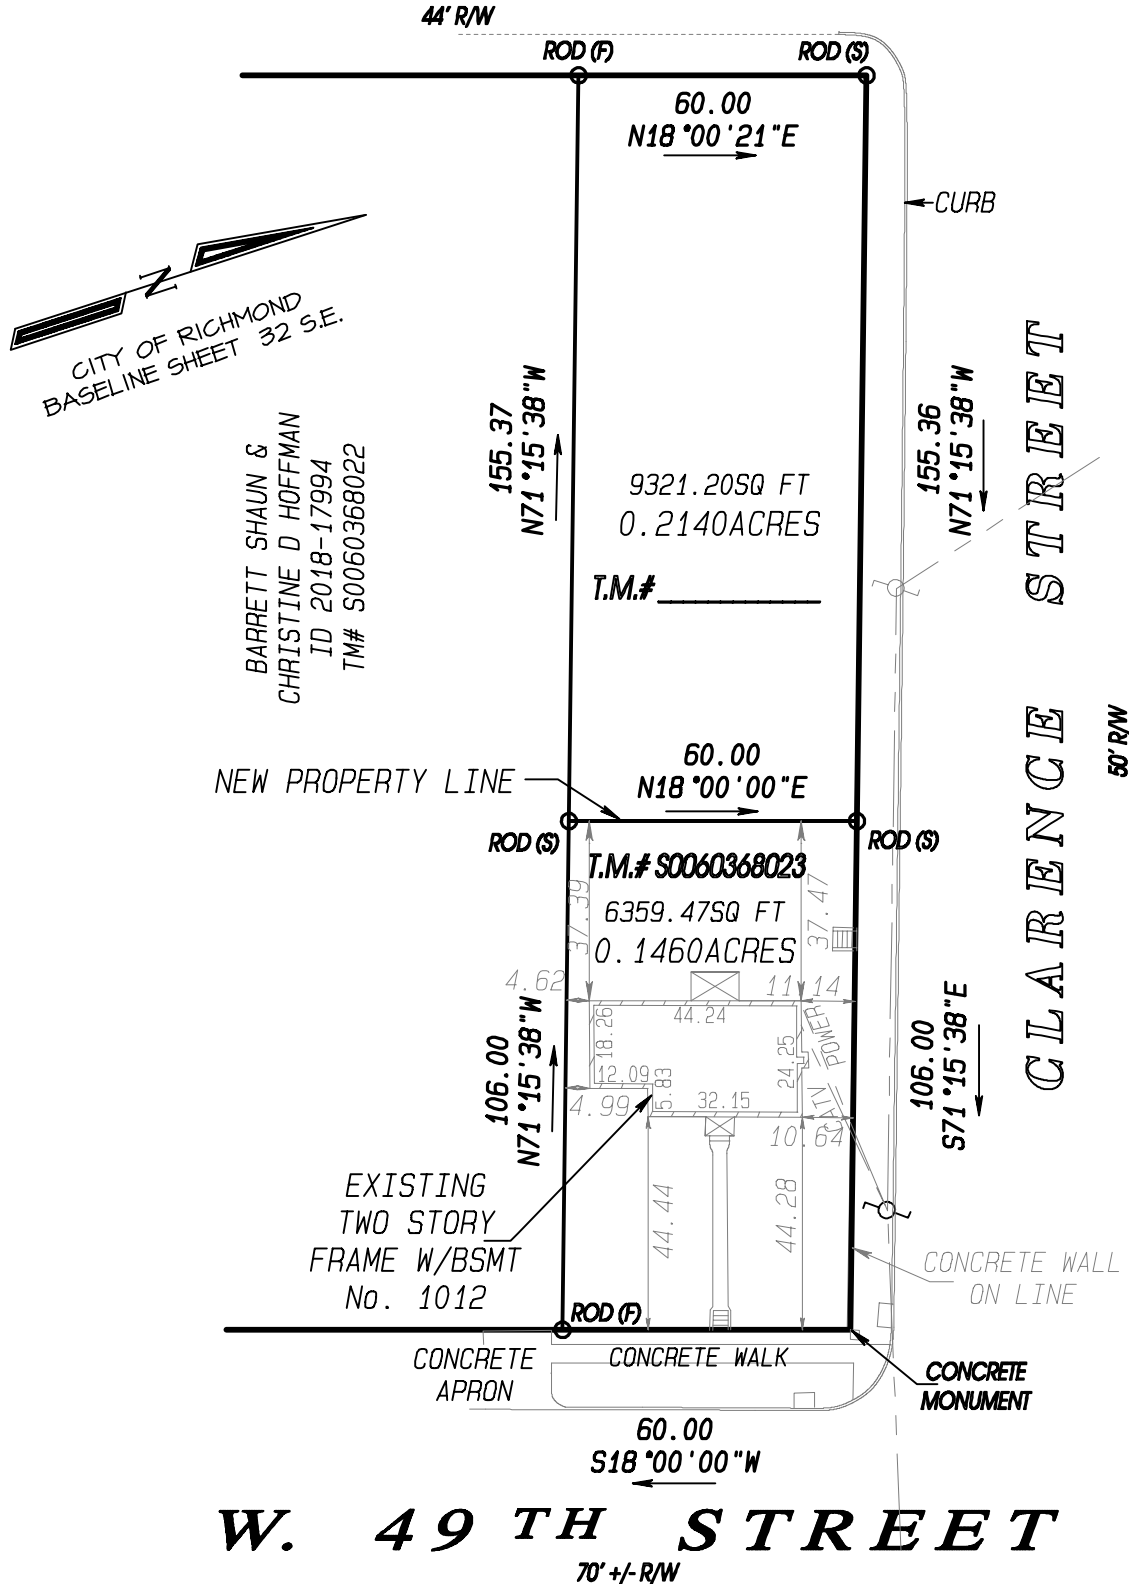 44' R/W
ROD (F)
ROD (S)
60.00
N18°00'21"E
CURB
N
CITY OF RICHMOND
BASELINE SHEET 32 S.E.
BARRETT SHAUN &
CHRISTINE D HOFFMAN
ID 2018-17994
TM# S0060368022
155.37
N71°15'38"W
9321.20SQ FT
0.2140ACRES
T.M.#
155.36
N71°15'38"W
CLARENCE STREET
50' R/W
60.00
N18°00'00"E
NEW PROPERTY LINE
ROD (S)
ROD (S)
T.M.# S0060368023
37.39
6359.47SQ FT
0.1460ACRES
37.47
4.62
11.14
44.24
18.26
24.25
12.09
5.83
32.15
4.99
10.64
POWER
CATV
106.00
N71°15'38"W
106.00
S71°15'38"E
EXISTING
TWO STORY
FRAME W/BSMT
No. 1012
44.44
44.28
CONCRETE WALL
ON LINE
ROD (F)
CONCRETE
APRON
CONCRETE WALK
CONCRETE
MONUMENT
60.00
S18°00'00"W
W. 49TH STREET
70' +/- R/W